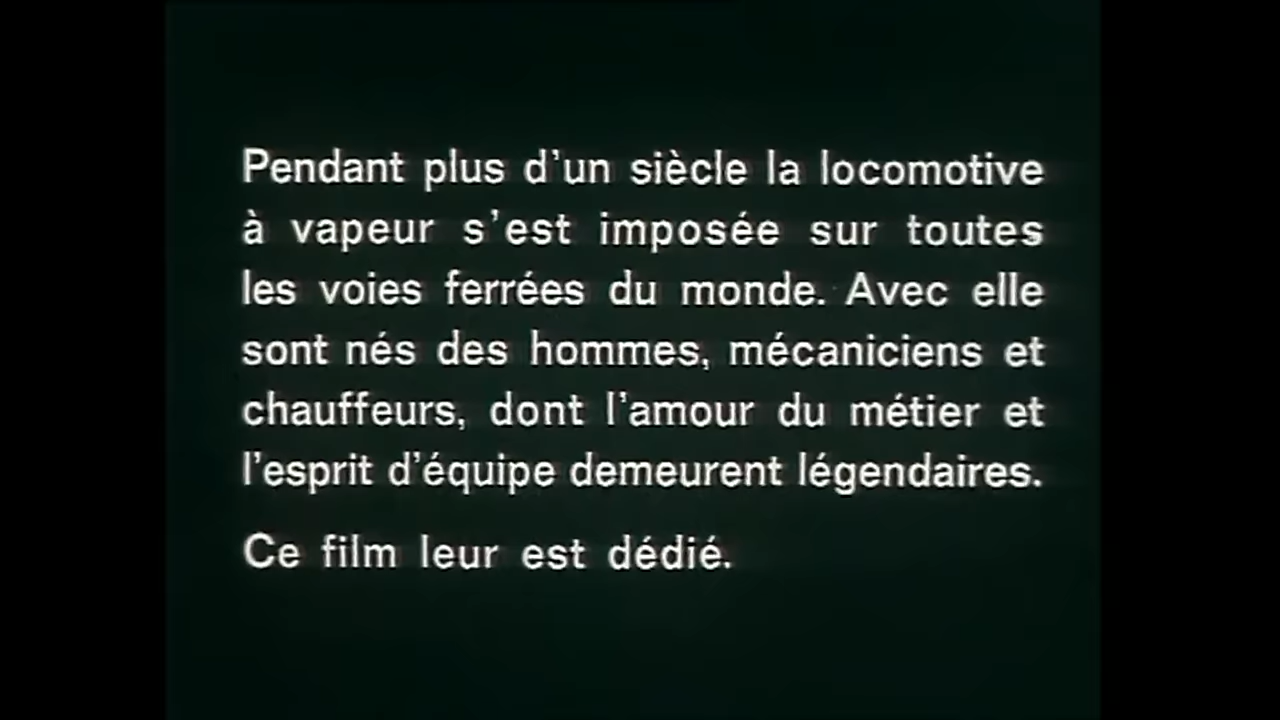 Pendant plus d'un siècle la locomotive
à vapeur s'est imposée sur toutes
les voies ferrées du monde. Avec elle
sont nés des hommes, mécaniciens et
chauffeurs, dont l'amour du métier et
l'esprit d'équipe demeurent légendaires.
Ce film leur est dédié.